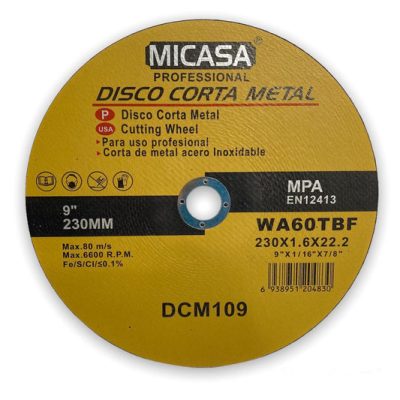 MICASA®
PROFESSIONAL
DISCO CORTA METAL
P Disco Corta Metal
USA Cutting Wheel
Para uso profesional
Corta de metal acero Inoxidable
9"
230MM
MPA
EN12413
Max.80 m/s
Max.6600 R.P.M.
Fe/S/Cl/≤0.1%
WA60TBF
230X1.6X22.2
9"X1/16"X7/8"
6 938951 204830
DCM109